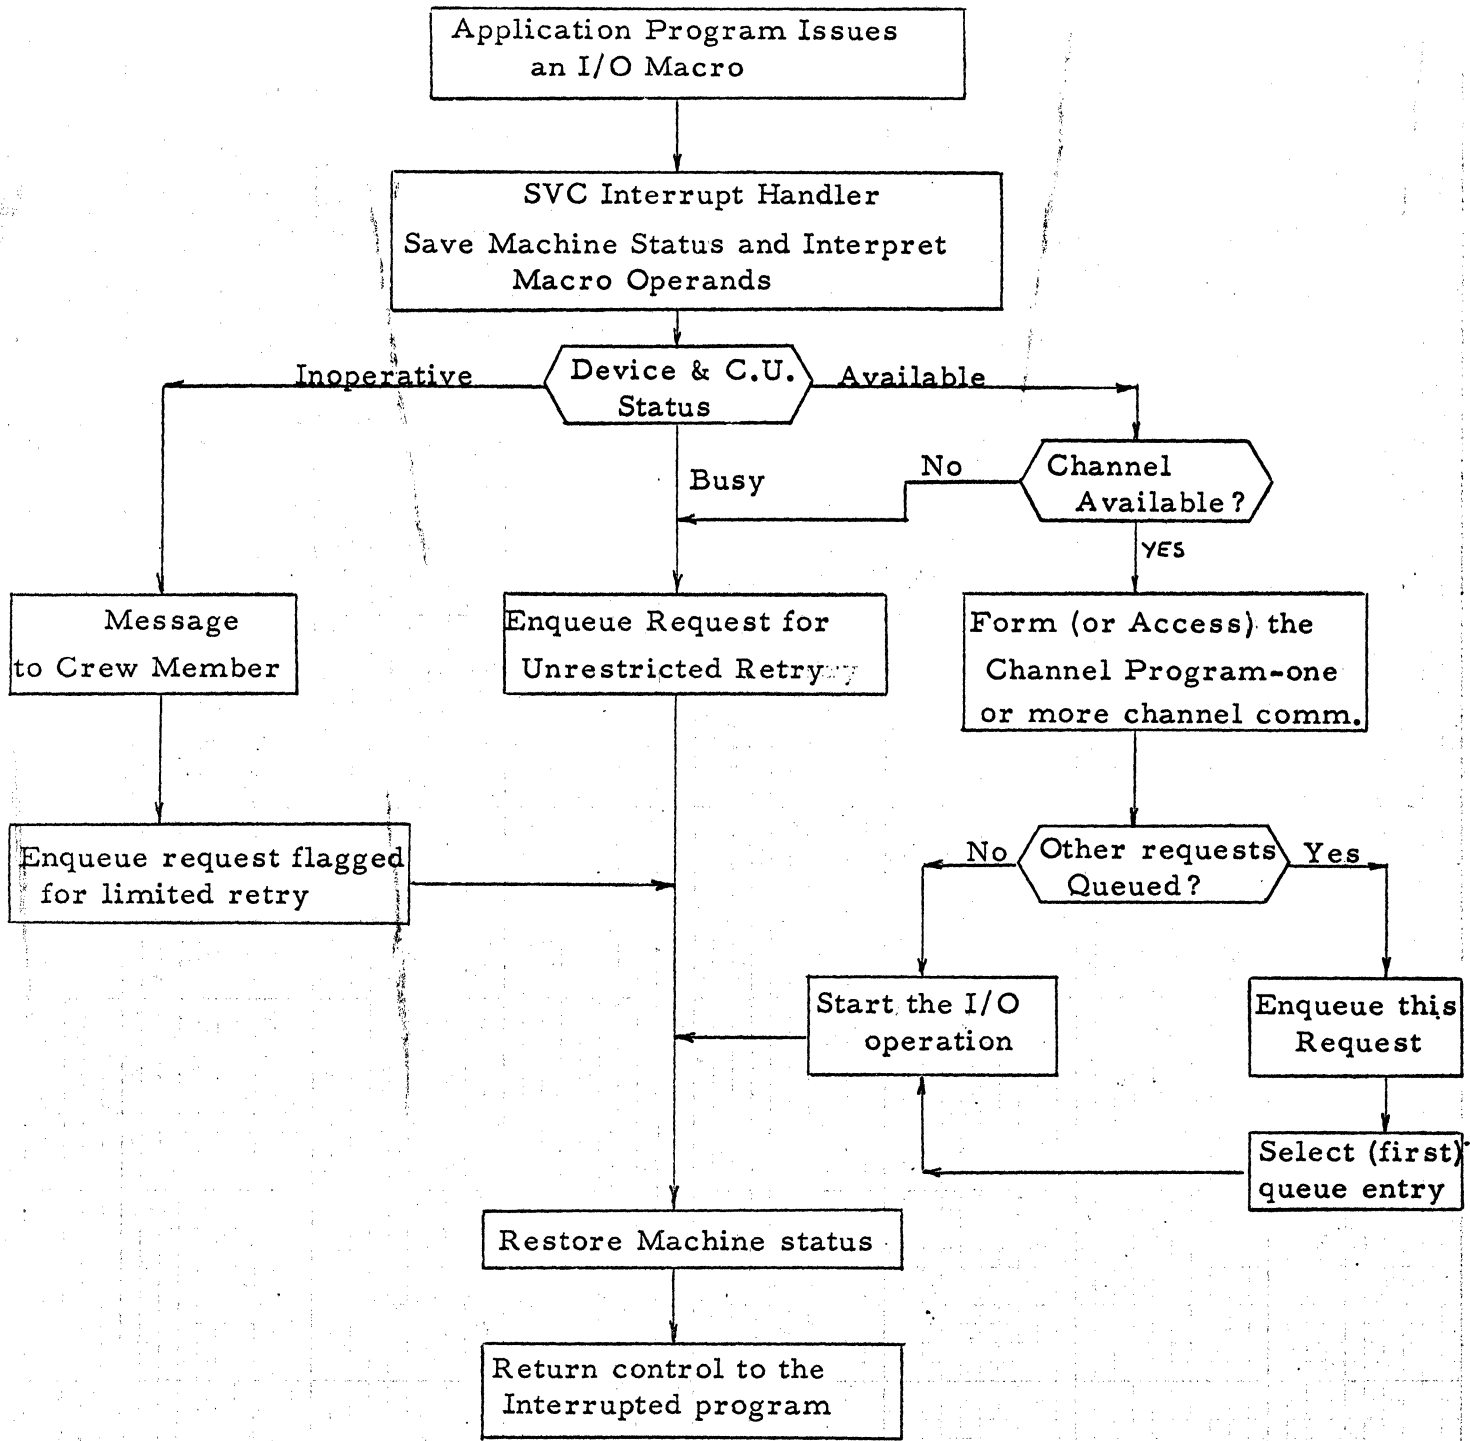 Application Program Issues
an I/O Macro
SVC Interrupt Handler
Save Machine Status and Interpret
Macro Operands
Inoperative
Device & C.U.
Status
Available
Busy
No
Channel
Available?
YES
Message
to Crew Member
Enqueue Request for
Unrestricted Retry
Form (or Access) the
Channel Program-one
or more channel comm.
Enqueue request flagged
for limited retry
No
Other requests
Queued?
Yes
Start the I/O
operation
Enqueue this
Request
Select (first)
queue entry
Restore Machine status
Return control to the
Interrupted program